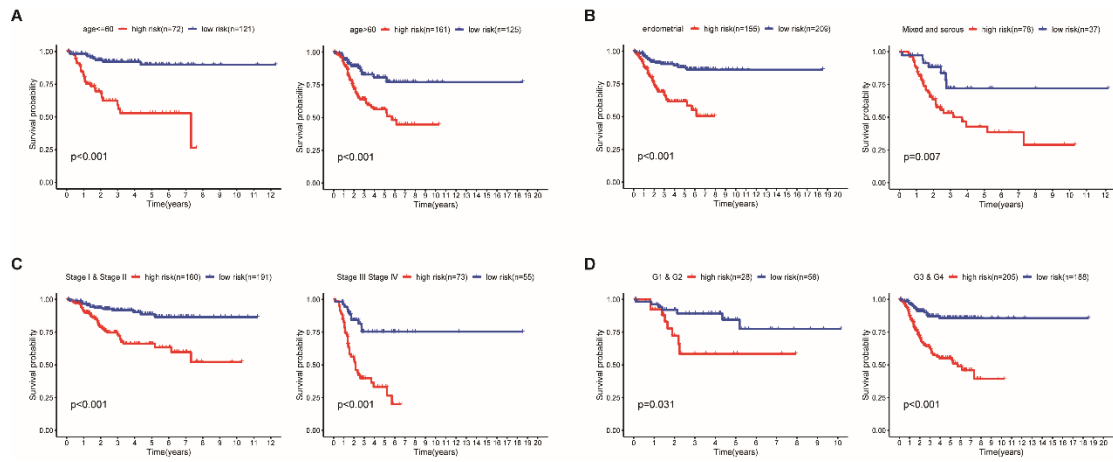 A
age<=60 high risk(n=72) low risk(n=121)
Survival probability
1.00
0.75
0.50
0.25
0.00
p<0.001
0 1 2 3 4 5 6 7 8 9 10 11 12
Time(years)
age>60 high risk(n=161) low risk(n=125)
Survival probability
1.00
0.75
0.50
0.25
0.00
p<0.001
0 1 2 3 4 5 6 7 8 9 10 11 12 13 14 15 16 17 18 19 20
Time(years)
B
endometrial high risk(n=155) low risk(n=209)
Survival probability
1.00
0.75
0.50
0.25
0.00
p<0.001
0 1 2 3 4 5 6 7 8 9 10 11 12 13 14 15 16 17 18 19 20
Time(years)
Mixed and serous high risk(n=78) low risk(n=37)
Survival probability
1.00
0.75
0.50
0.25
0.00
p=0.007
0 1 2 3 4 5 6 7 8 9 10 11 12
Time(years)
C
Stage I & Stage II high risk(n=160) low risk(n=191)
Survival probability
1.00
0.75
0.50
0.25
0.00
p<0.001
0 1 2 3 4 5 6 7 8 9 10 11 12
Time(years)
Stage III Stage IV high risk(n=73) low risk(n=55)
Survival probability
1.00
0.75
0.50
0.25
0.00
p<0.001
0 1 2 3 4 5 6 7 8 9 10 11 12 13 14 15 16 17 18 19 20
Time(years)
D
G1 & G2 high risk(n=28) low risk(n=58)
Survival probability
1.00
0.75
0.50
0.25
0.00
p=0.031
0 1 2 3 4 5 6 7 8 9 10
Time(years)
G3 & G4 high risk(n=205) low risk(n=188)
Survival probability
1.00
0.75
0.50
0.25
0.00
p<0.001
0 1 2 3 4 5 6 7 8 9 10 11 12 13 14 15 16 17 18 19 20
Time(years)